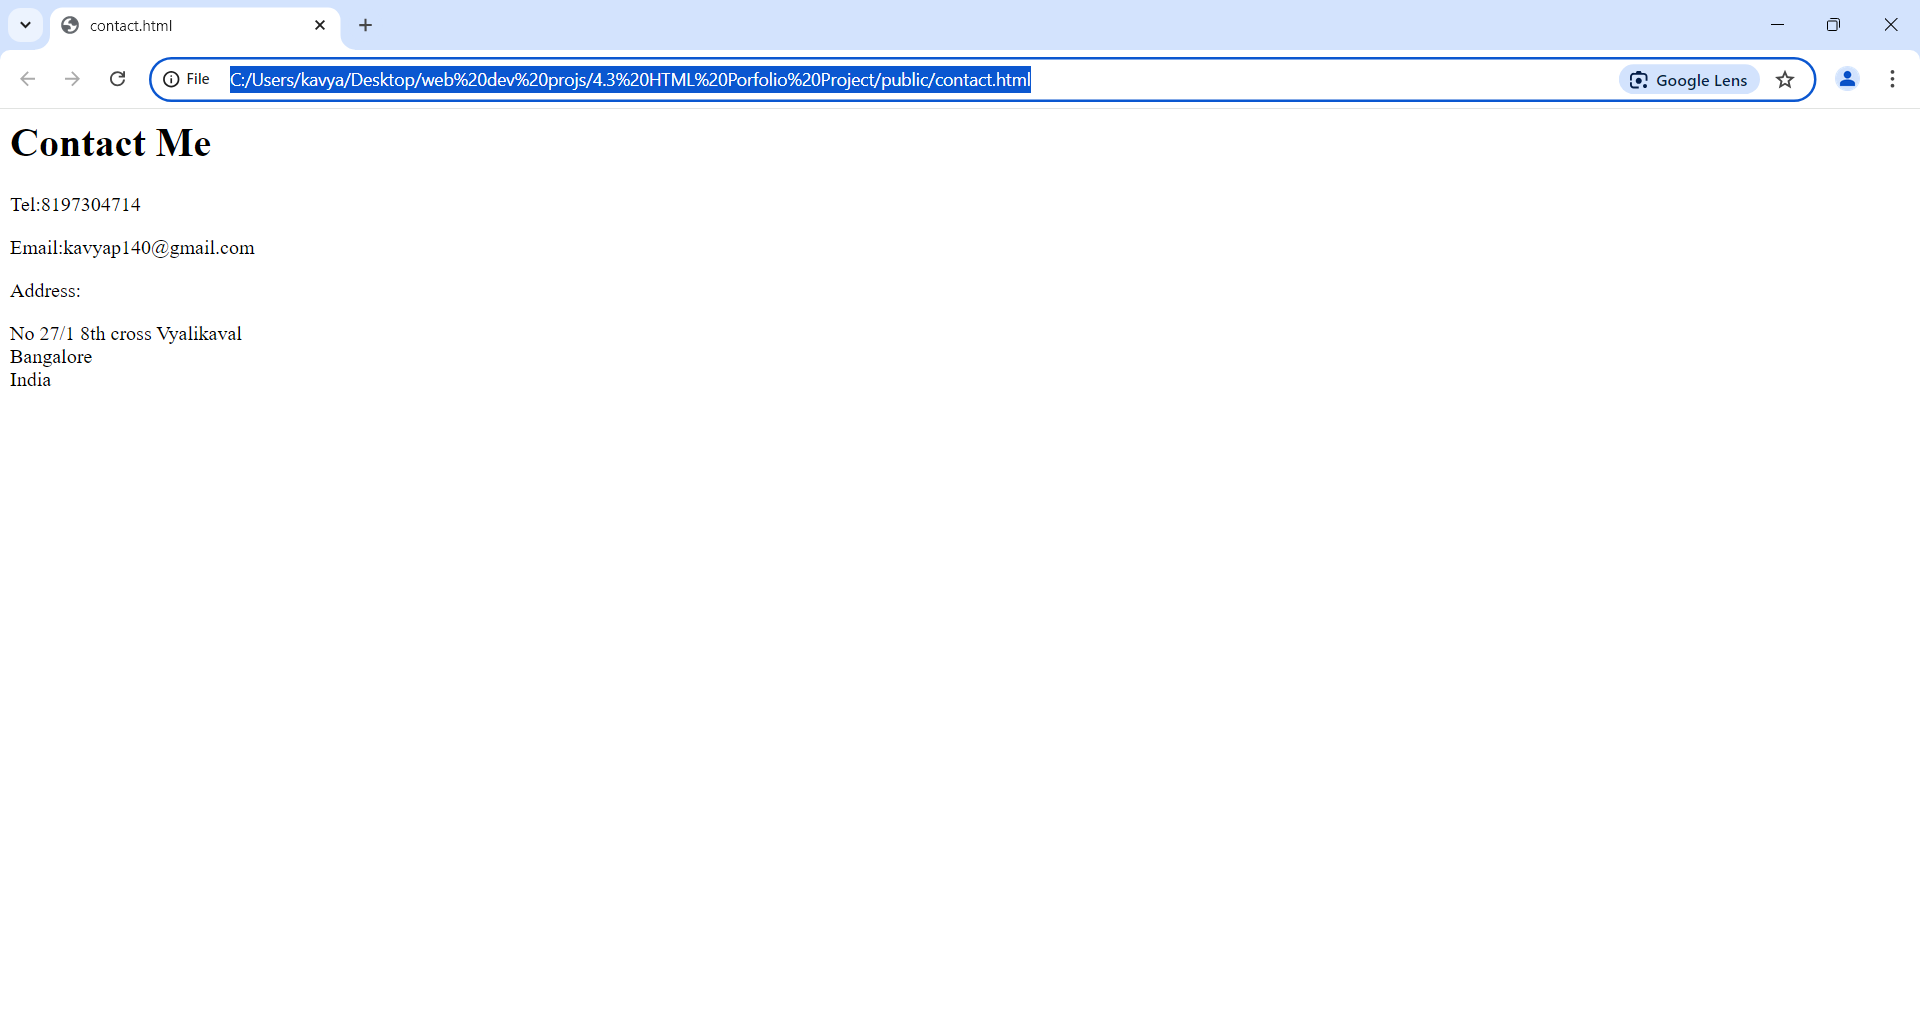 contact.html
File
C:/Users/kavya/Desktop/web%20dev%20projs/4.3%20HTML%20Porfolio%20Project/public/contact.html
Google Lens
Contact Me
Tel:8197304714
Email:kavyap140@gmail.com
Address:
No 27/1 8th cross Vyalikaval
Bangalore
India